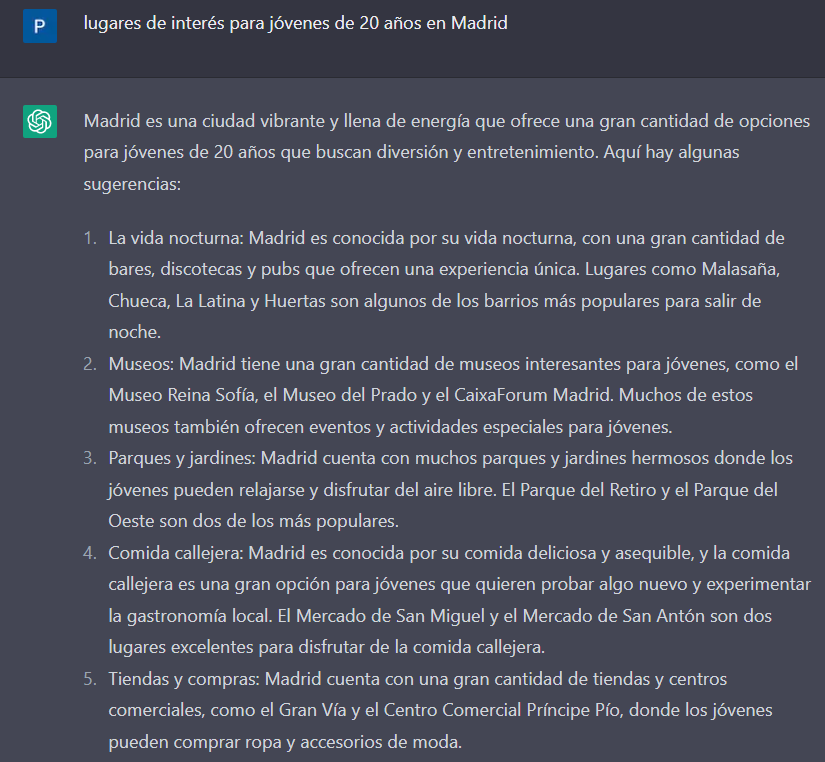 P
lugares de interés para jóvenes de 20 años en Madrid
Madrid es una ciudad vibrante y llena de energía que ofrece una gran cantidad de opciones
para jóvenes de 20 años que buscan diversión y entretenimiento. Aquí hay algunas
sugerencias:
1. La vida nocturna: Madrid es conocida por su vida nocturna, con una gran cantidad de
bares, discotecas y pubs que ofrecen una experiencia única. Lugares como Malasaña,
Chueca, La Latina y Huertas son algunos de los barrios más populares para salir de
noche.
2. Museos: Madrid tiene una gran cantidad de museos interesantes para jóvenes, como el
Museo Reina Sofía, el Museo del Prado y el CaixaForum Madrid. Muchos de estos
museos también ofrecen eventos y actividades especiales para jóvenes.
3. Parques y jardines: Madrid cuenta con muchos parques y jardines hermosos donde los
jóvenes pueden relajarse y disfrutar del aire libre. El Parque del Retiro y el Parque del
Oeste son dos de los más populares.
4. Comida callejera: Madrid es conocida por su comida deliciosa y asequible, y la comida
callejera es una gran opción para jóvenes que quieren probar algo nuevo y experimentar
la gastronomía local. El Mercado de San Miguel y el Mercado de San Antón son dos
lugares excelentes para disfrutar de la comida callejera.
5. Tiendas y compras: Madrid cuenta con una gran cantidad de tiendas y centros
comerciales, como el Gran Vía y el Centro Comercial Príncipe Pío, donde los jóvenes
pueden comprar ropa y accesorios de moda.